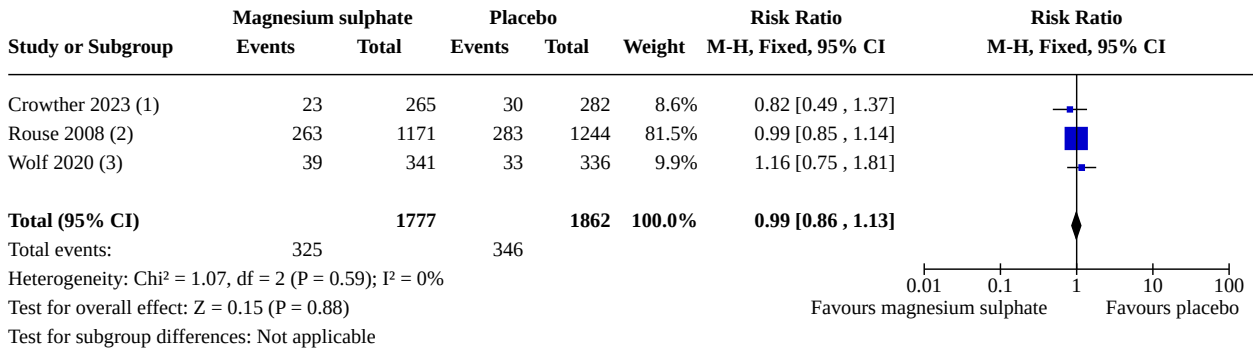 Magnesium sulphate Placebo Risk Ratio Risk Ratio
Study or Subgroup Events Total Events Total Weight M-H, Fixed, 95% CI M-H, Fixed, 95% CI
Crowther 2023 (1) 23 265 30 282 8.6% 0.82 [0.49 , 1.37]
Rouse 2008 (2) 263 1171 283 1244 81.5% 0.99 [0.85 , 1.14]
Wolf 2020 (3) 39 341 33 336 9.9% 1.16 [0.75 , 1.81]
Total (95% CI) 1777 1862 100.0% 0.99 [0.86 , 1.13]
Total events: 325 346
Heterogeneity: Chi² = 1.07, df = 2 (P = 0.59); I² = 0%
0.01 0.1 1 10 100
Test for overall effect: Z = 0.15 (P = 0.88) Favours magnesium sulphate Favours placebo
Test for subgroup differences: Not applicable